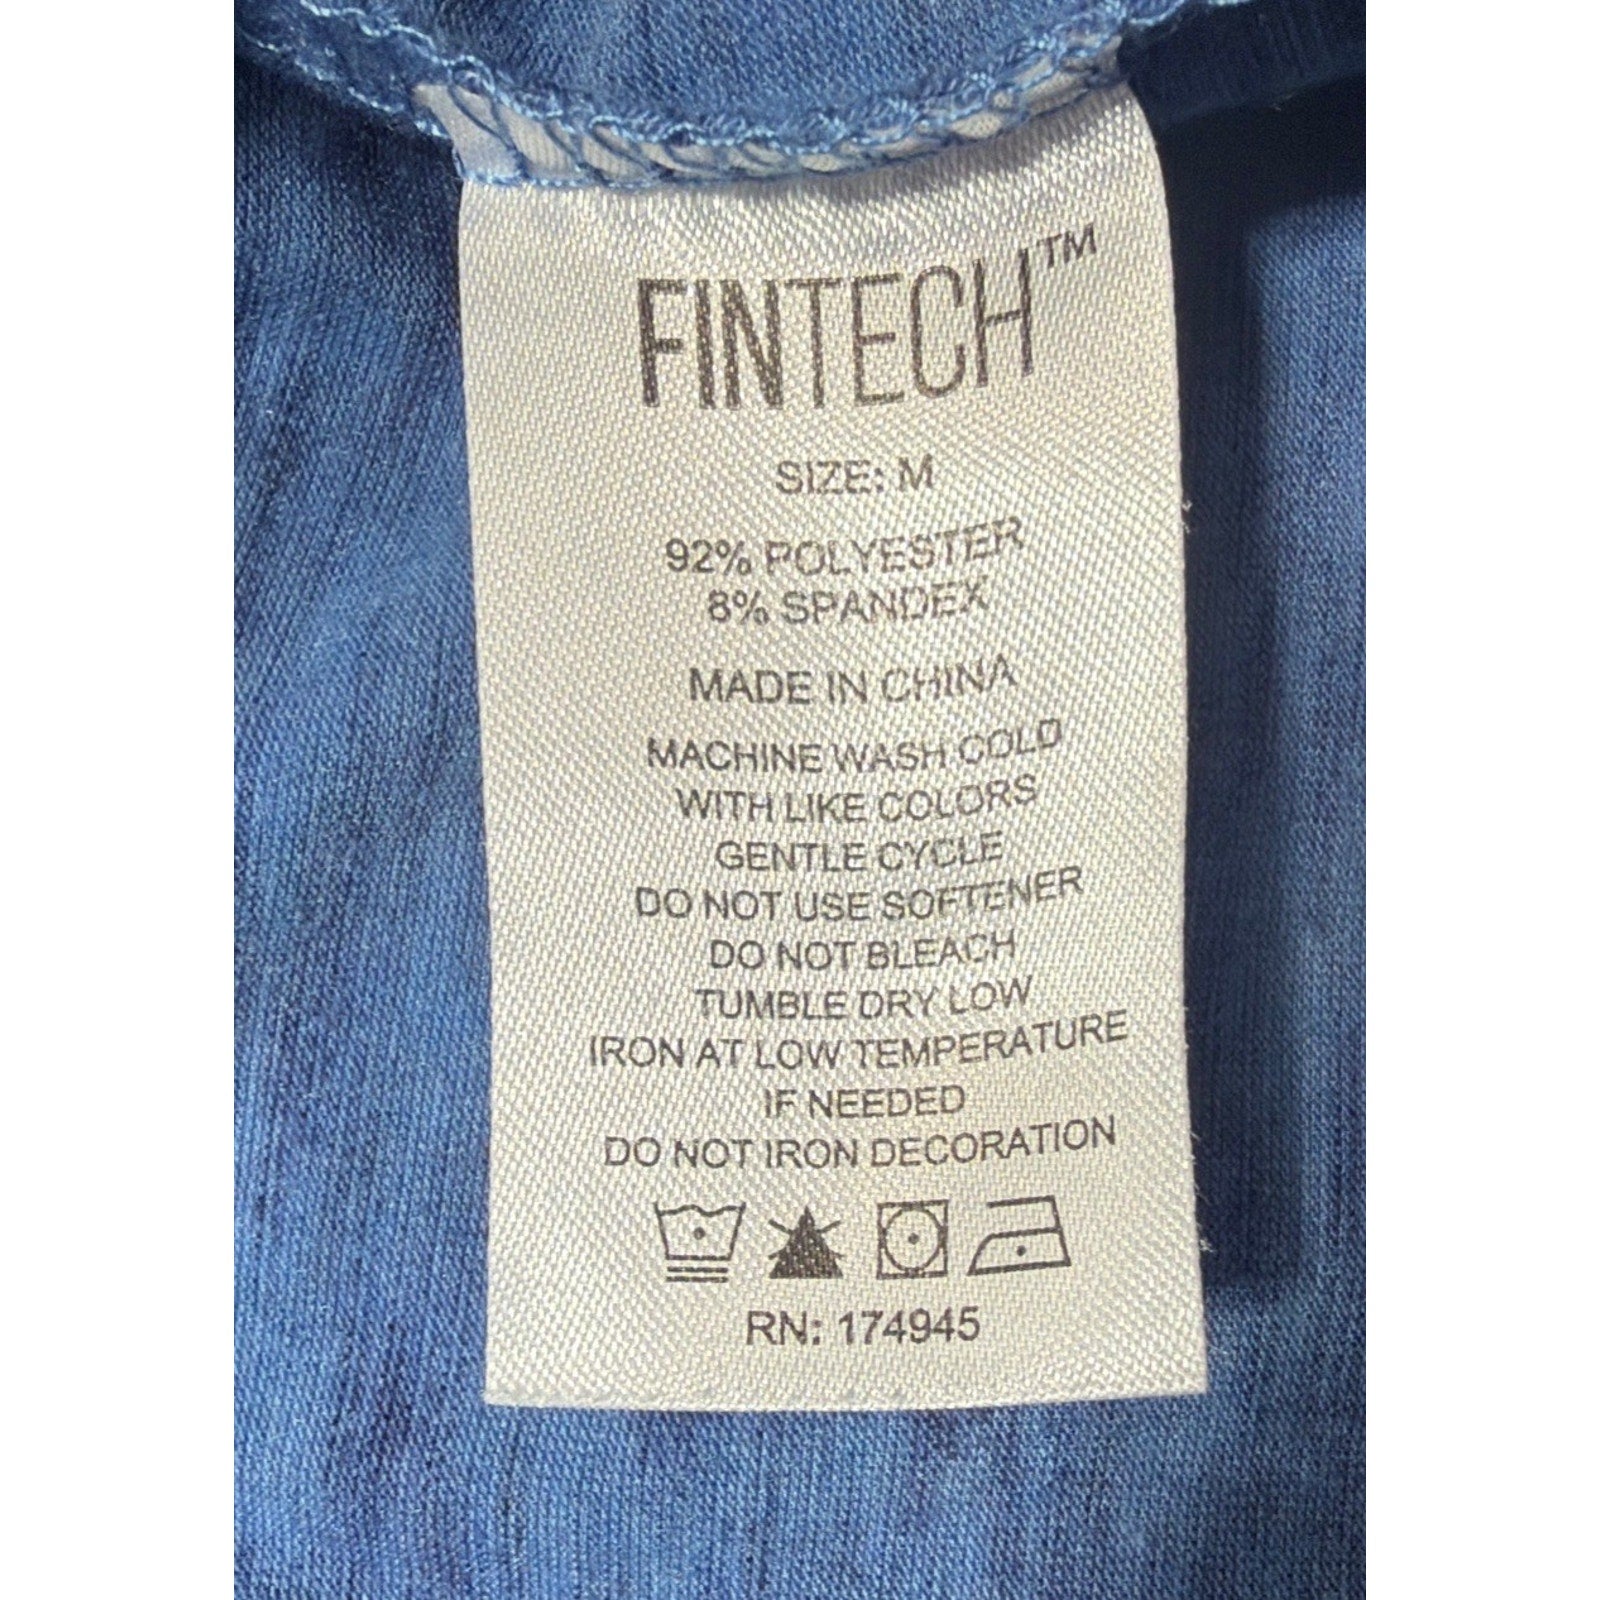 FINTECH™
SIZE: M
92% POLYESTER
8% SPANDEX
MADE IN CHINA
MACHINE WASH COLD
WITH LIKE COLORS
GENTLE CYCLE
DO NOT USE SOFTENER
DO NOT BLEACH
TUMBLE DRY LOW
IRON AT LOW TEMPERATURE
IF NEEDED
DO NOT IRON DECORATION
RN: 174945